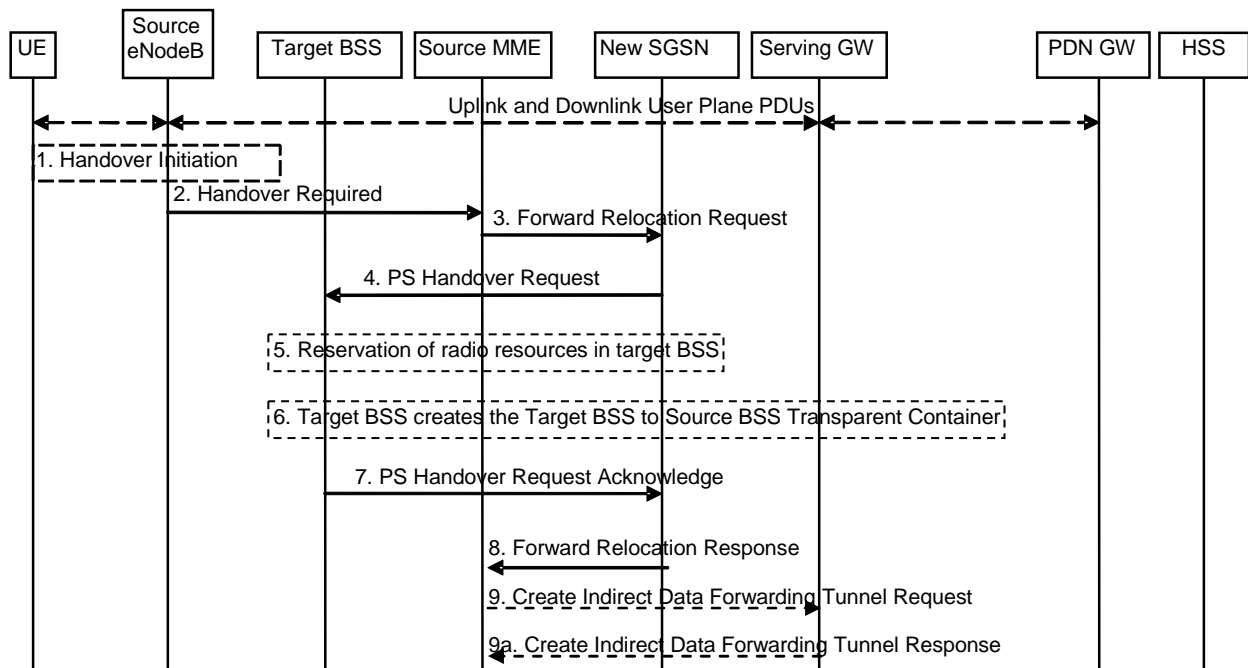 Source
UE
eNodeB
Target BSS
Source MME
New SGSN
Serving GW
PDN GW
HSS
Uplink and Downlink User Plane PDUs
1. Handover Initiation
2. Handover Required
3. Forward Relocation Request
4. PS Handover Request
5. Reservation of radio resources in target BSS
6. Target BSS creates the Target BSS to Source BSS Transparent Container
7. PS Handover Request Acknowledge
8. Forward Relocation Response
9. Create Indirect Data Forwarding Tunnel Request
9a. Create Indirect Data Forwarding Tunnel Response